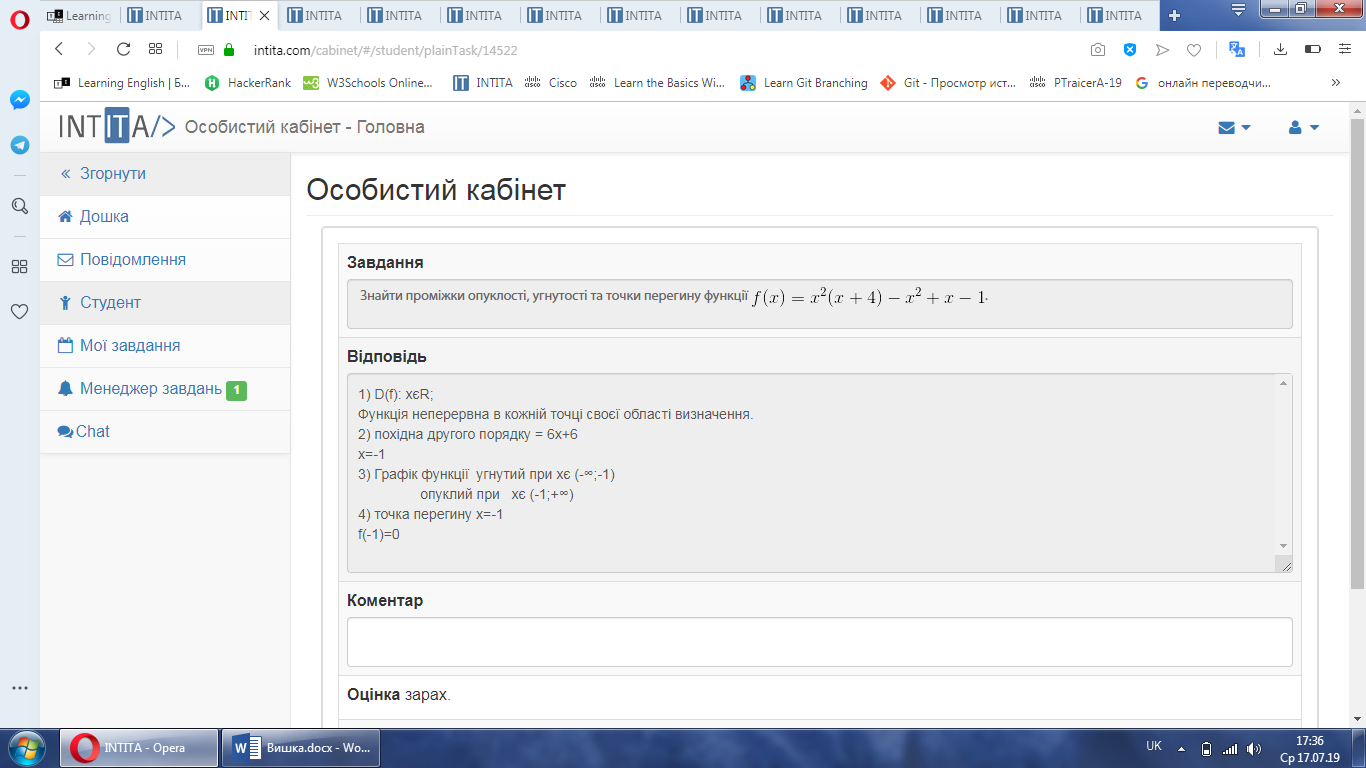 Learning
INTITA
INTIT
INTITA
INTITA
INTITA
INTITA
INTITA
INTITA
INTITA
INTITA
INTITA
INTITA
INTITA
VPN
intita.com/cabinet/#/student/plainTask/14522
Learning English | Б...
HackerRank
W3Schools Online...
INTITA
Cisco
Learn the Basics Wi...
Learn Git Branching
Git - Просмотр ист...
PTraicerA-19
онлайн переводчи...
INTITA/> Особистий кабінет - Головна
Згорнути
Дошка
Повідомлення
Студент
Мої завдання
Менеджер завдань 1
Chat
Особистий кабінет
Завдання
Знайти проміжки опуклості, угнутості та точки перегину функції f(x) = x²(x + 4) − x² + x − 1.
Відповідь
1) D(f): xєR;
Функція неперервна в кожній точці своєї області визначення.
2) похідна другого порядку = 6x+6
x=-1
3) Графік функції угнутий при xє (-∞;-1)
опуклий при xє (-1;+∞)
4) точка перегину x=-1
f(-1)=0
Коментар
Оцінка зарах.
INTITA - Opera
Вишка.docx - Wo...
UK
17:36
Ср 17.07.19